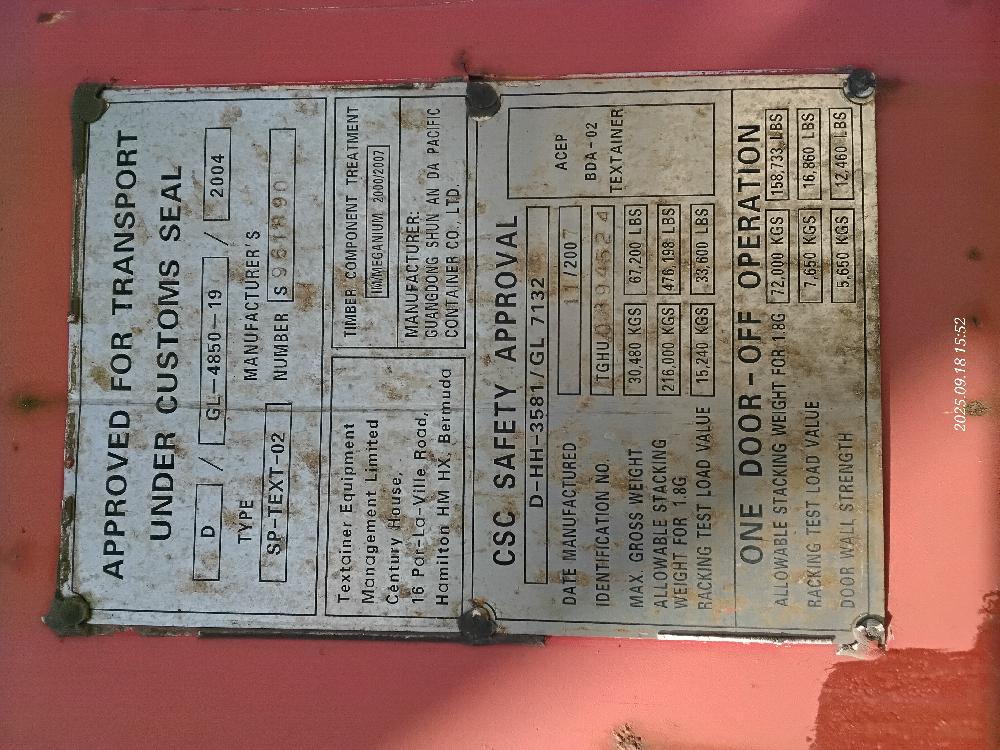 APPROVED FOR TRANSPORT
UNDER CUSTOMS SEAL
D / GL-4850-19 / 2004
TYPE
SP-TEXT-02
MANUFACTURER'S
NUMBER
Textainer Equipment
Management Limited
Century House,
16 Par-La-Ville Road,
Hamilton HM HX, Bermuda
TIMBER COMPONENT TREATMENT
2000/2007
MANUFACTURER:
GUANGDONG SHUN AN DA PACIFIC
CONTAINER CO., LTD.
CSC SAFETY APPROVAL
D-HH-3581/GL 7132
DATE MANUFACTURED 11/2007
IDENTIFICATION NO. TGHU
MAX. GROSS WEIGHT 30,480 KGS 67,200 LBS
ALLOWABLE STACKING
WEIGHT FOR 1.8G 216,000 KGS 476,198 LBS
RACKING TEST LOAD VALUE 15,240 KGS 33,600 LBS
ACEP
BDA-02
TEXTAINER
ONE DOOR-OFF OPERATION
ALLOWABLE STACKING WEIGHT FOR 1.8G 72,000 KGS 158,733 LBS
RACKING TEST LOAD VALUE 7,650 KGS 16,860 LBS
DOOR WALL STRENGTH 5,650 KGS 12,460 LBS
2025.09.18 15:52